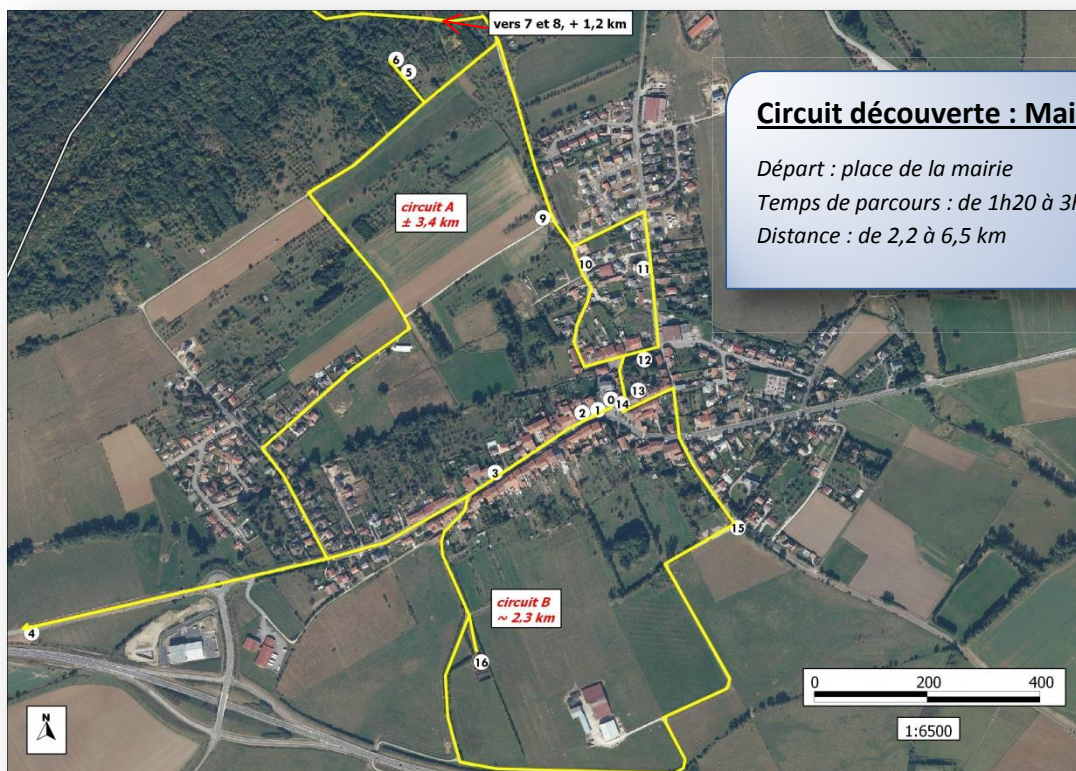 vers 7 et 8, + 1,2 km
Circuit découverte : Mai
Départ : place de la mairie
Temps de parcours : de 1h20 à 3h
Distance : de 2,2 à 6,5 km
6
5
circuit A
± 3,4 km
9
10
11
12
13
0
14
1
2
3
15
circuit B
~ 2,3 km
4
16
N
0 200 400
1:6500